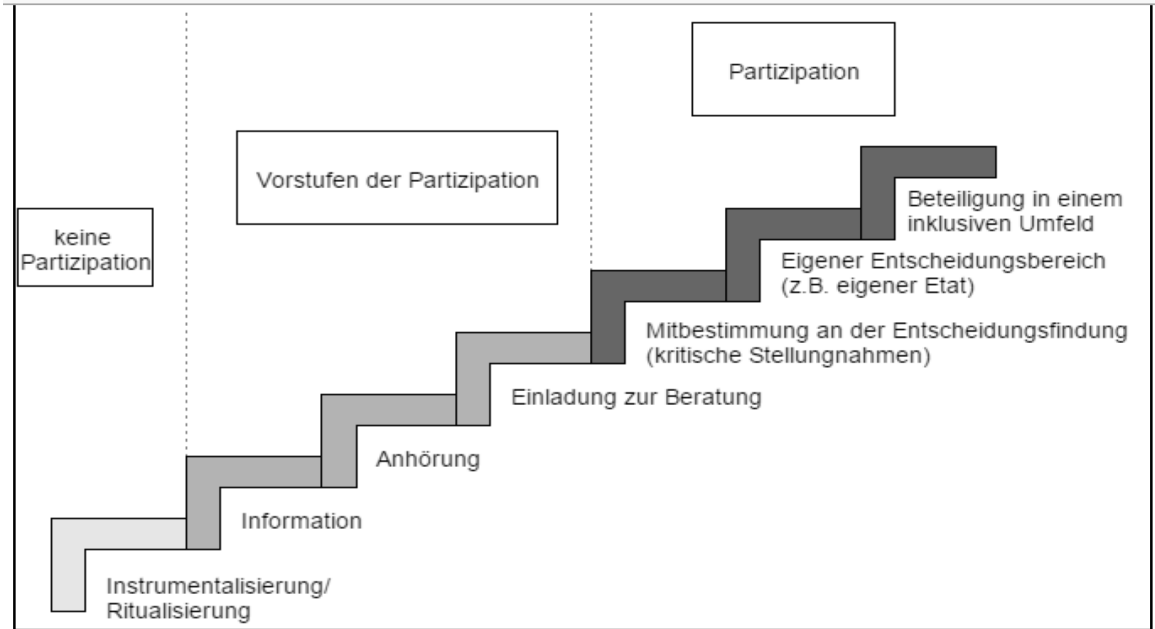 Partizipation
Vorstufen der Partizipation
keine
Partizipation
Beteiligung in einem
inklusiven Umfeld
Eigener Entscheidungsbereich
(z.B. eigener Etat)
Mitbestimmung an der Entscheidungsfindung
(kritische Stellungnahmen)
Einladung zur Beratung
Anhörung
Information
Instrumentalisierung/
Ritualisierung